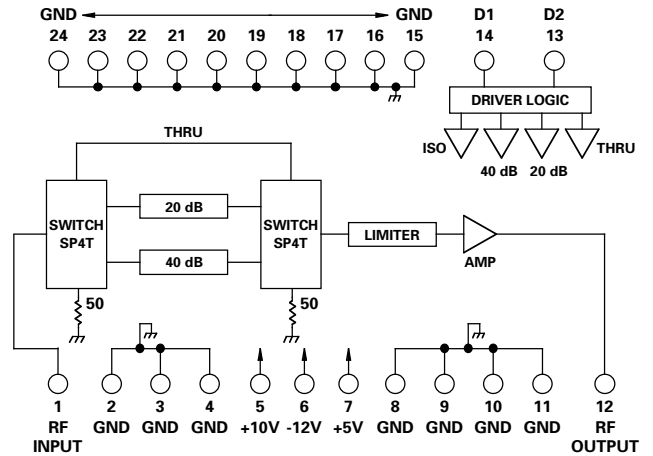 GND GND D1 D2
24 23 22 21 20 19 18 17 16 15 14 13
DRIVER LOGIC
THRU
ISO THRU
40 dB 20 dB
20 dB
SWITCH
SP4T
SWITCH
SP4T
LIMITER
40 dB
AMP
50 50
1 2 3 4 5 6 7 8 9 10 11 12
RF GND GND GND +10V -12V +5V GND GND GND GND RF
INPUT OUTPUT